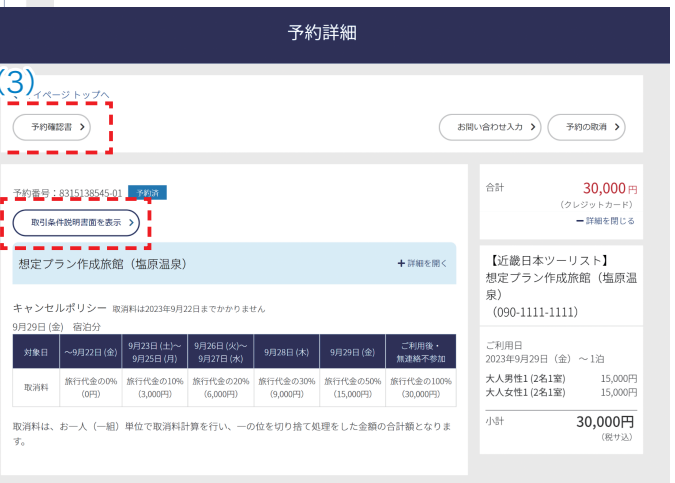 予約詳細
(3)
イページトップへ
予約確認書
お問い合わせ入力
予約の取消
予約番号：8315138545-01 予約済
取引条件説明書面を表示
想定プラン作成旅館（塩原温泉）
+ 詳細を開く
キャンセルポリシー 取消料は2023年9月22日までかかりません
9月29日（金） 宿泊分
対象日 ～9月22日（金） 9月23日（土）～9月25日（月） 9月26日（火）～9月27日（水） 9月28日（木） 9月29日（金） ご利用後・無連絡不参加
取消料 旅行代金の0%（0円） 旅行代金の10%（3,000円） 旅行代金の20%（6,000円） 旅行代金の30%（9,000円） 旅行代金の50%（15,000円） 旅行代金の100%（30,000円）
取消料は、お一人（一組）単位で取消料計算を行い、一の位を切り捨て処理をした金額の合計額となりま
す。
合計 30,000円
（クレジットカード）
− 詳細を閉じる
【近畿日本ツーリスト】
想定プラン作成旅館（塩原温
泉）
（090-1111-1111）
ご利用日
2023年9月29日（金） ～ 1泊
大人男性1 (2名1室) 15,000円
大人女性1 (2名1室) 15,000円
小計 30,000円
（税サ込）